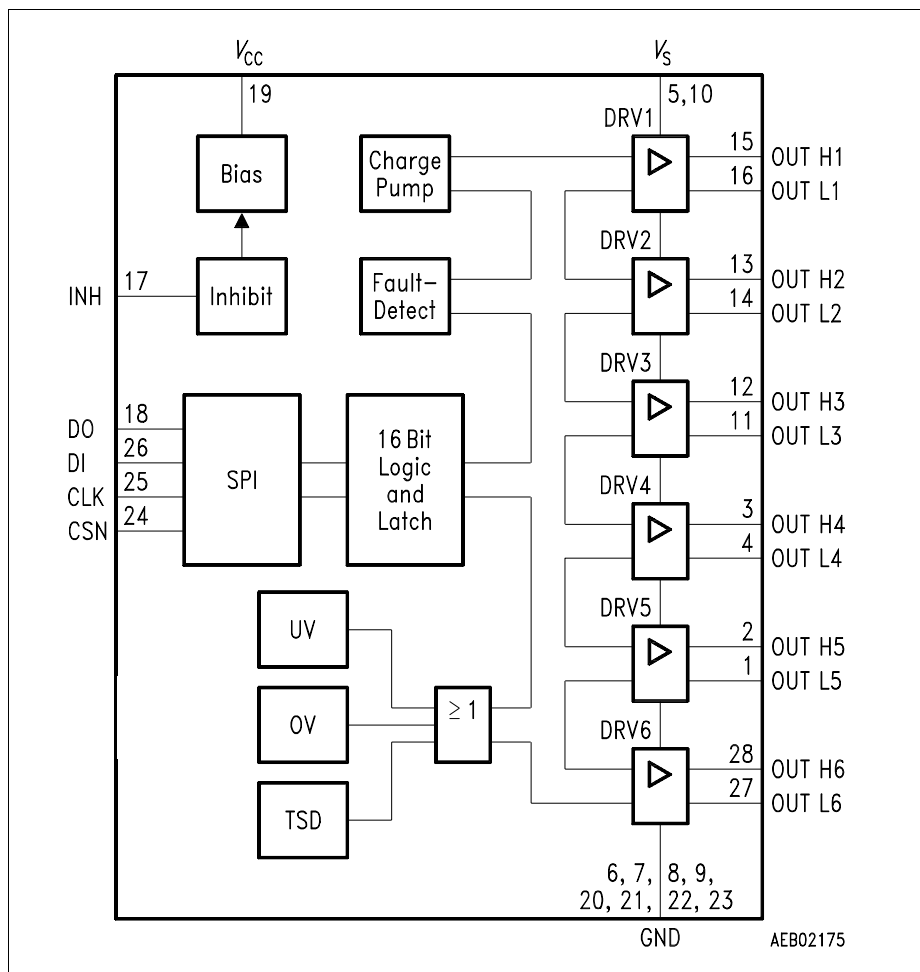 VCC
VS
19
5,10
DRV1
Bias
Charge
Pump
15
OUT H1
16
OUT L1
DRV2
INH
17
Inhibit
Fault–
Detect
13
OUT H2
14
OUT L2
DRV3
12
OUT H3
11
OUT L3
DO
18
DI
26
CLK
25
CSN
24
SPI
16 Bit
Logic
and
Latch
DRV4
3
OUT H4
4
OUT L4
UV
DRV5
2
OUT H5
1
OUT L5
OV
≥ 1
DRV6
28
OUT H6
27
OUT L6
TSD
6, 7, 8, 9,
20, 21, 22, 23
GND
AEB02175